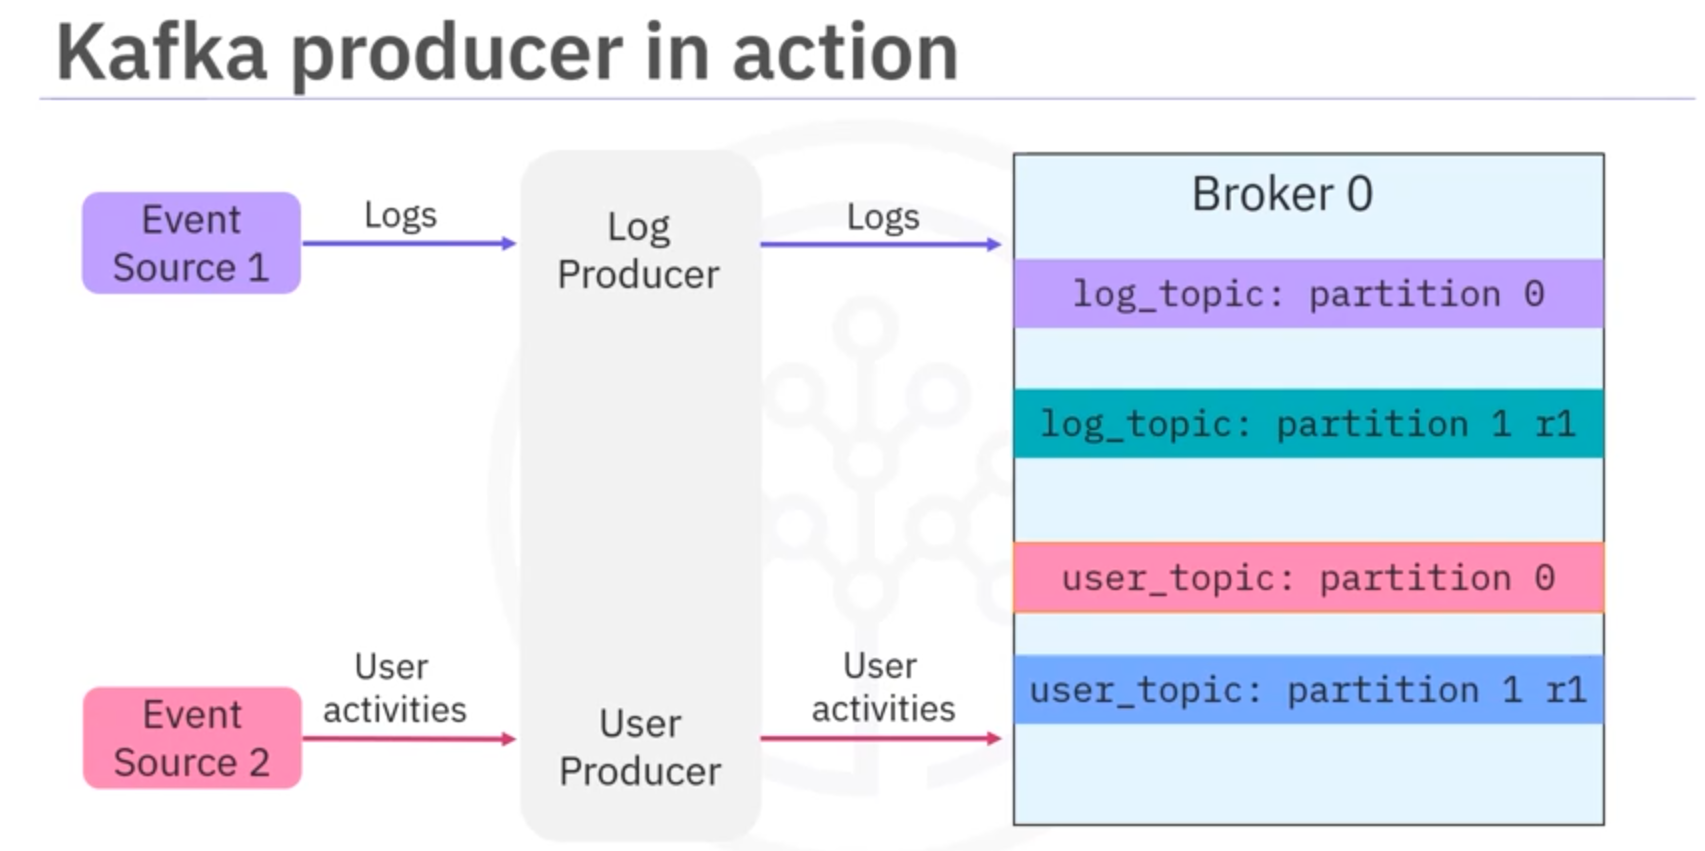 Kafka producer in action
Event
Source 1
Logs
Log
Producer
Logs
Broker 0
log_topic: partition 0
log_topic: partition 1 r1
user_topic: partition 0
user_topic: partition 1 r1
Event
Source 2
User
activities
User
Producer
User
activities